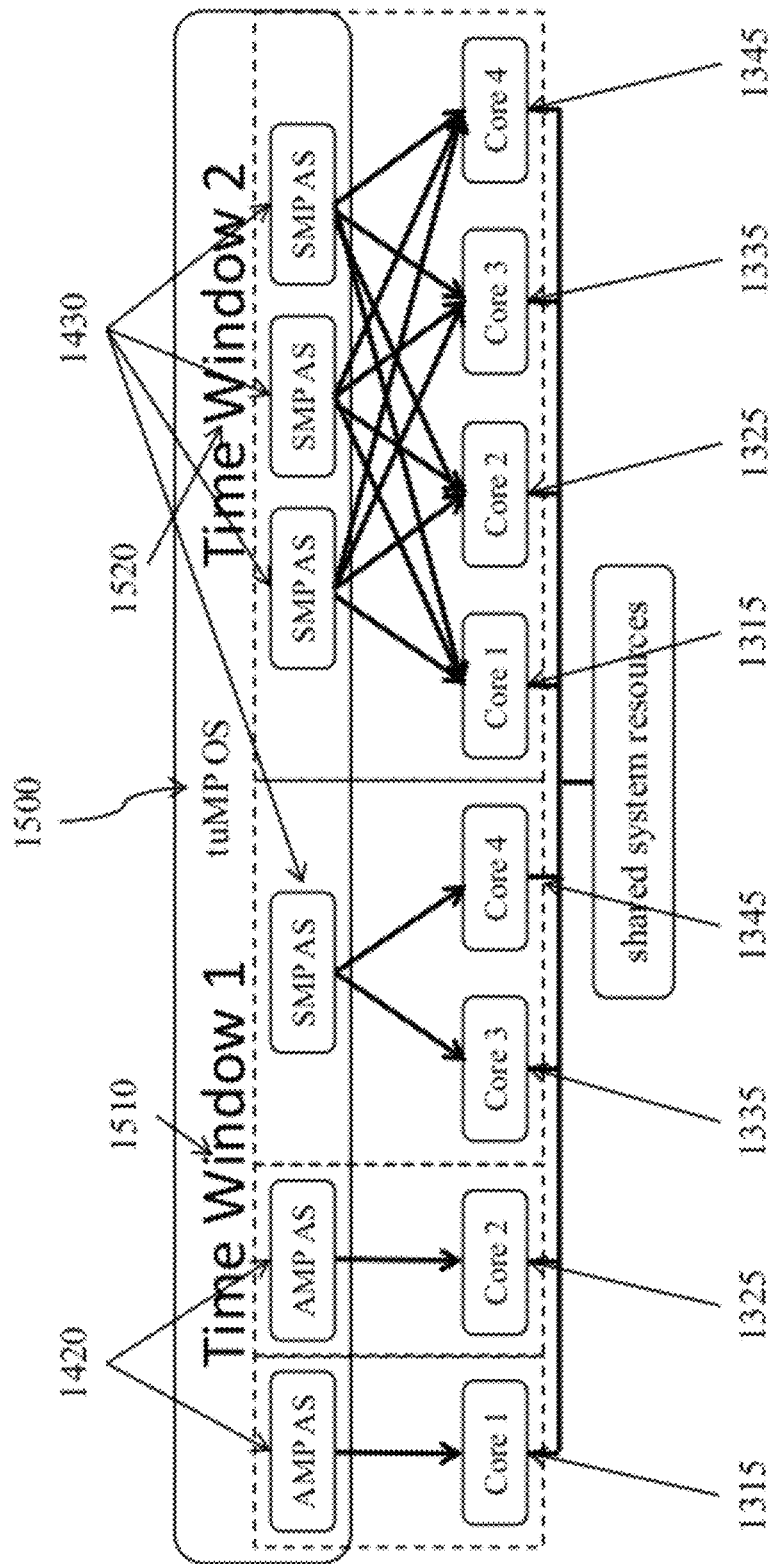 1500
1430
1420
1510
1520
tuMP OS
Time Window 1
Time Window 2
AMP AS
AMP AS
SMP AS
SMP AS
SMP AS
SMP AS
Core 1
Core 2
Core 3
Core 4
Core 1
Core 2
Core 3
Core 4
shared system resources
1315
1325
1335
1345
1315
1325
1335
1345